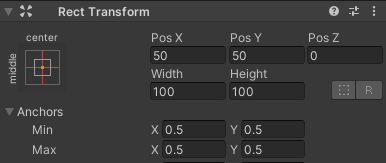 Rect Transform
center
middle
Pos X Pos Y Pos Z
50 50 0
Width Height
100 100 R
Anchors
Min X 0.5 Y 0.5
Max X 0.5 Y 0.5